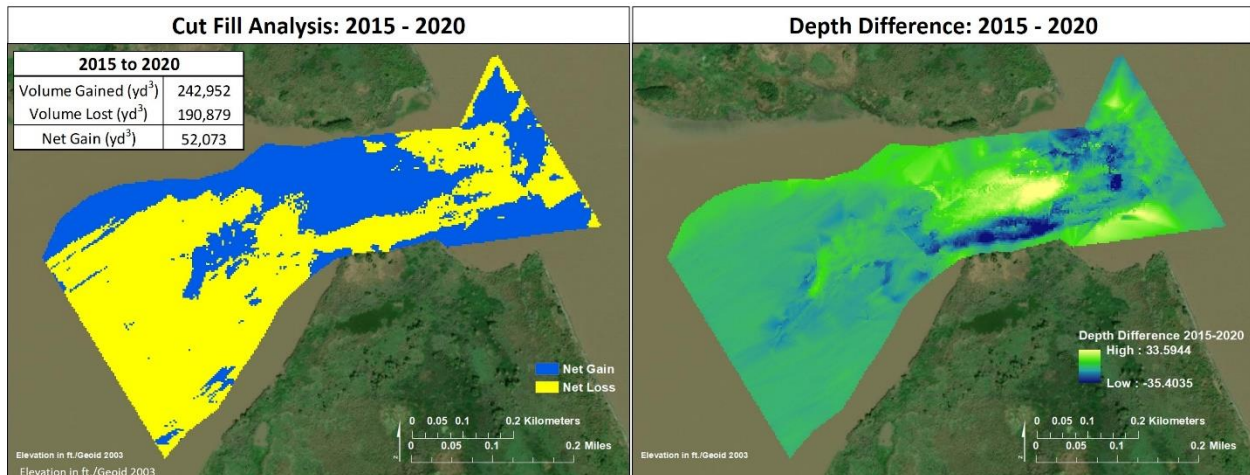 Cut Fill Analysis: 2015 - 2020
2015 to 2020
Volume Gained (yd³) 242,952
Volume Lost (yd³) 190,879
Net Gain (yd³) 52,073
Net Gain
Net Loss
0 0.05 0.1 0.2 Kilometers
0 0.05 0.1 0.2 Miles
Elevation in ft./Geoid 2003
Elevation in ft./Geoid 2003
Depth Difference: 2015 - 2020
Depth Difference 2015-2020
High : 33.5944
Low : -35.4035
0 0.05 0.1 0.2 Kilometers
0 0.05 0.1 0.2 Miles
Elevation in ft./Geoid 2003